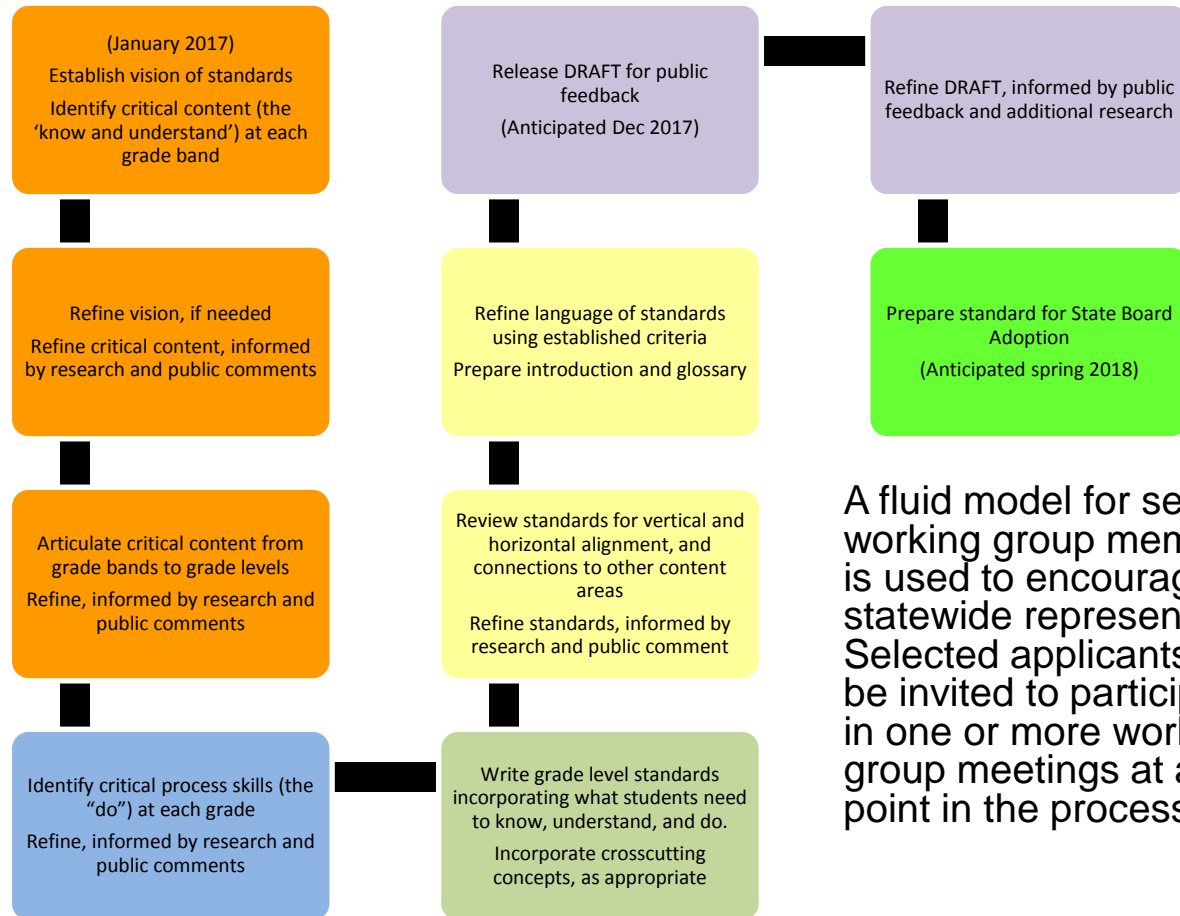 (January 2017)
Establish vision of standards
Identify critical content (the
‘know and understand’) at each
grade band
Refine vision, if needed
Refine critical content, informed
by research and public comments
Articulate critical content from
grade bands to grade levels
Refine, informed by research and
public comments
Identify critical process skills (the
“do”) at each grade
Refine, informed by research and
public comments
Write grade level standards
incorporating what students need
to know, understand, and do.
Incorporate crosscutting
concepts, as appropriate
Review standards for vertical and
horizontal alignment, and
connections to other content
areas
Refine standards, informed by
research and public comment
Refine language of standards
using established criteria
Prepare introduction and glossary
Release DRAFT for public
feedback
(Anticipated Dec 2017)
Refine DRAFT, informed by public
feedback and additional research
Prepare standard for State Board
Adoption
(Anticipated spring 2018)
A fluid model for
working group
is used to
statewide
Selected
be invited to
in one or more
group meetings at
point in the